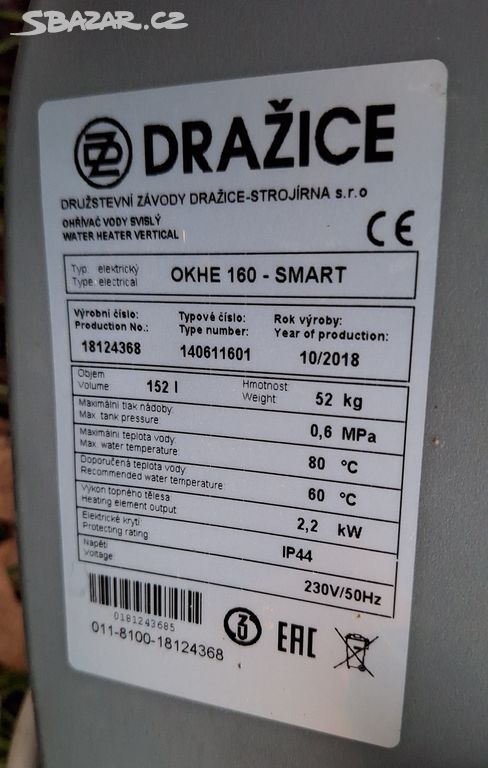 SBAZAR.CZ
DRAŽICE
DRUŽSTEVNÍ ZÁVODY DRAŽICE-STROJÍRNA s.r.o
OHŘÍVAČ VODY SVISLÝ
WATER HEATER VERTICAL
CE
Typ: elektrický
Type: electrical
OKHE 160 - SMART
Výrobní číslo:
Production No.:
18124368
Typové číslo:
Type number:
140611601
Rok výroby:
Year of production:
10/2018
Objem
Volume
152 l
Hmotnost:
Weight:
52 kg
Maximální tlak nádoby
Max. tank pressure:
0,6 MPa
Maximální teplota vody:
Max. water temperature:
80 °C
Doporučená teplota vody
Recommended water temperature:
60 °C
Výkon topného tělesa
Heating element output:
2,2 kW
Elektrické krytí:
Protecting rating:
IP44
Napětí
Voltage:
230V/50Hz
0181243685
011-8100-18124368
EAC